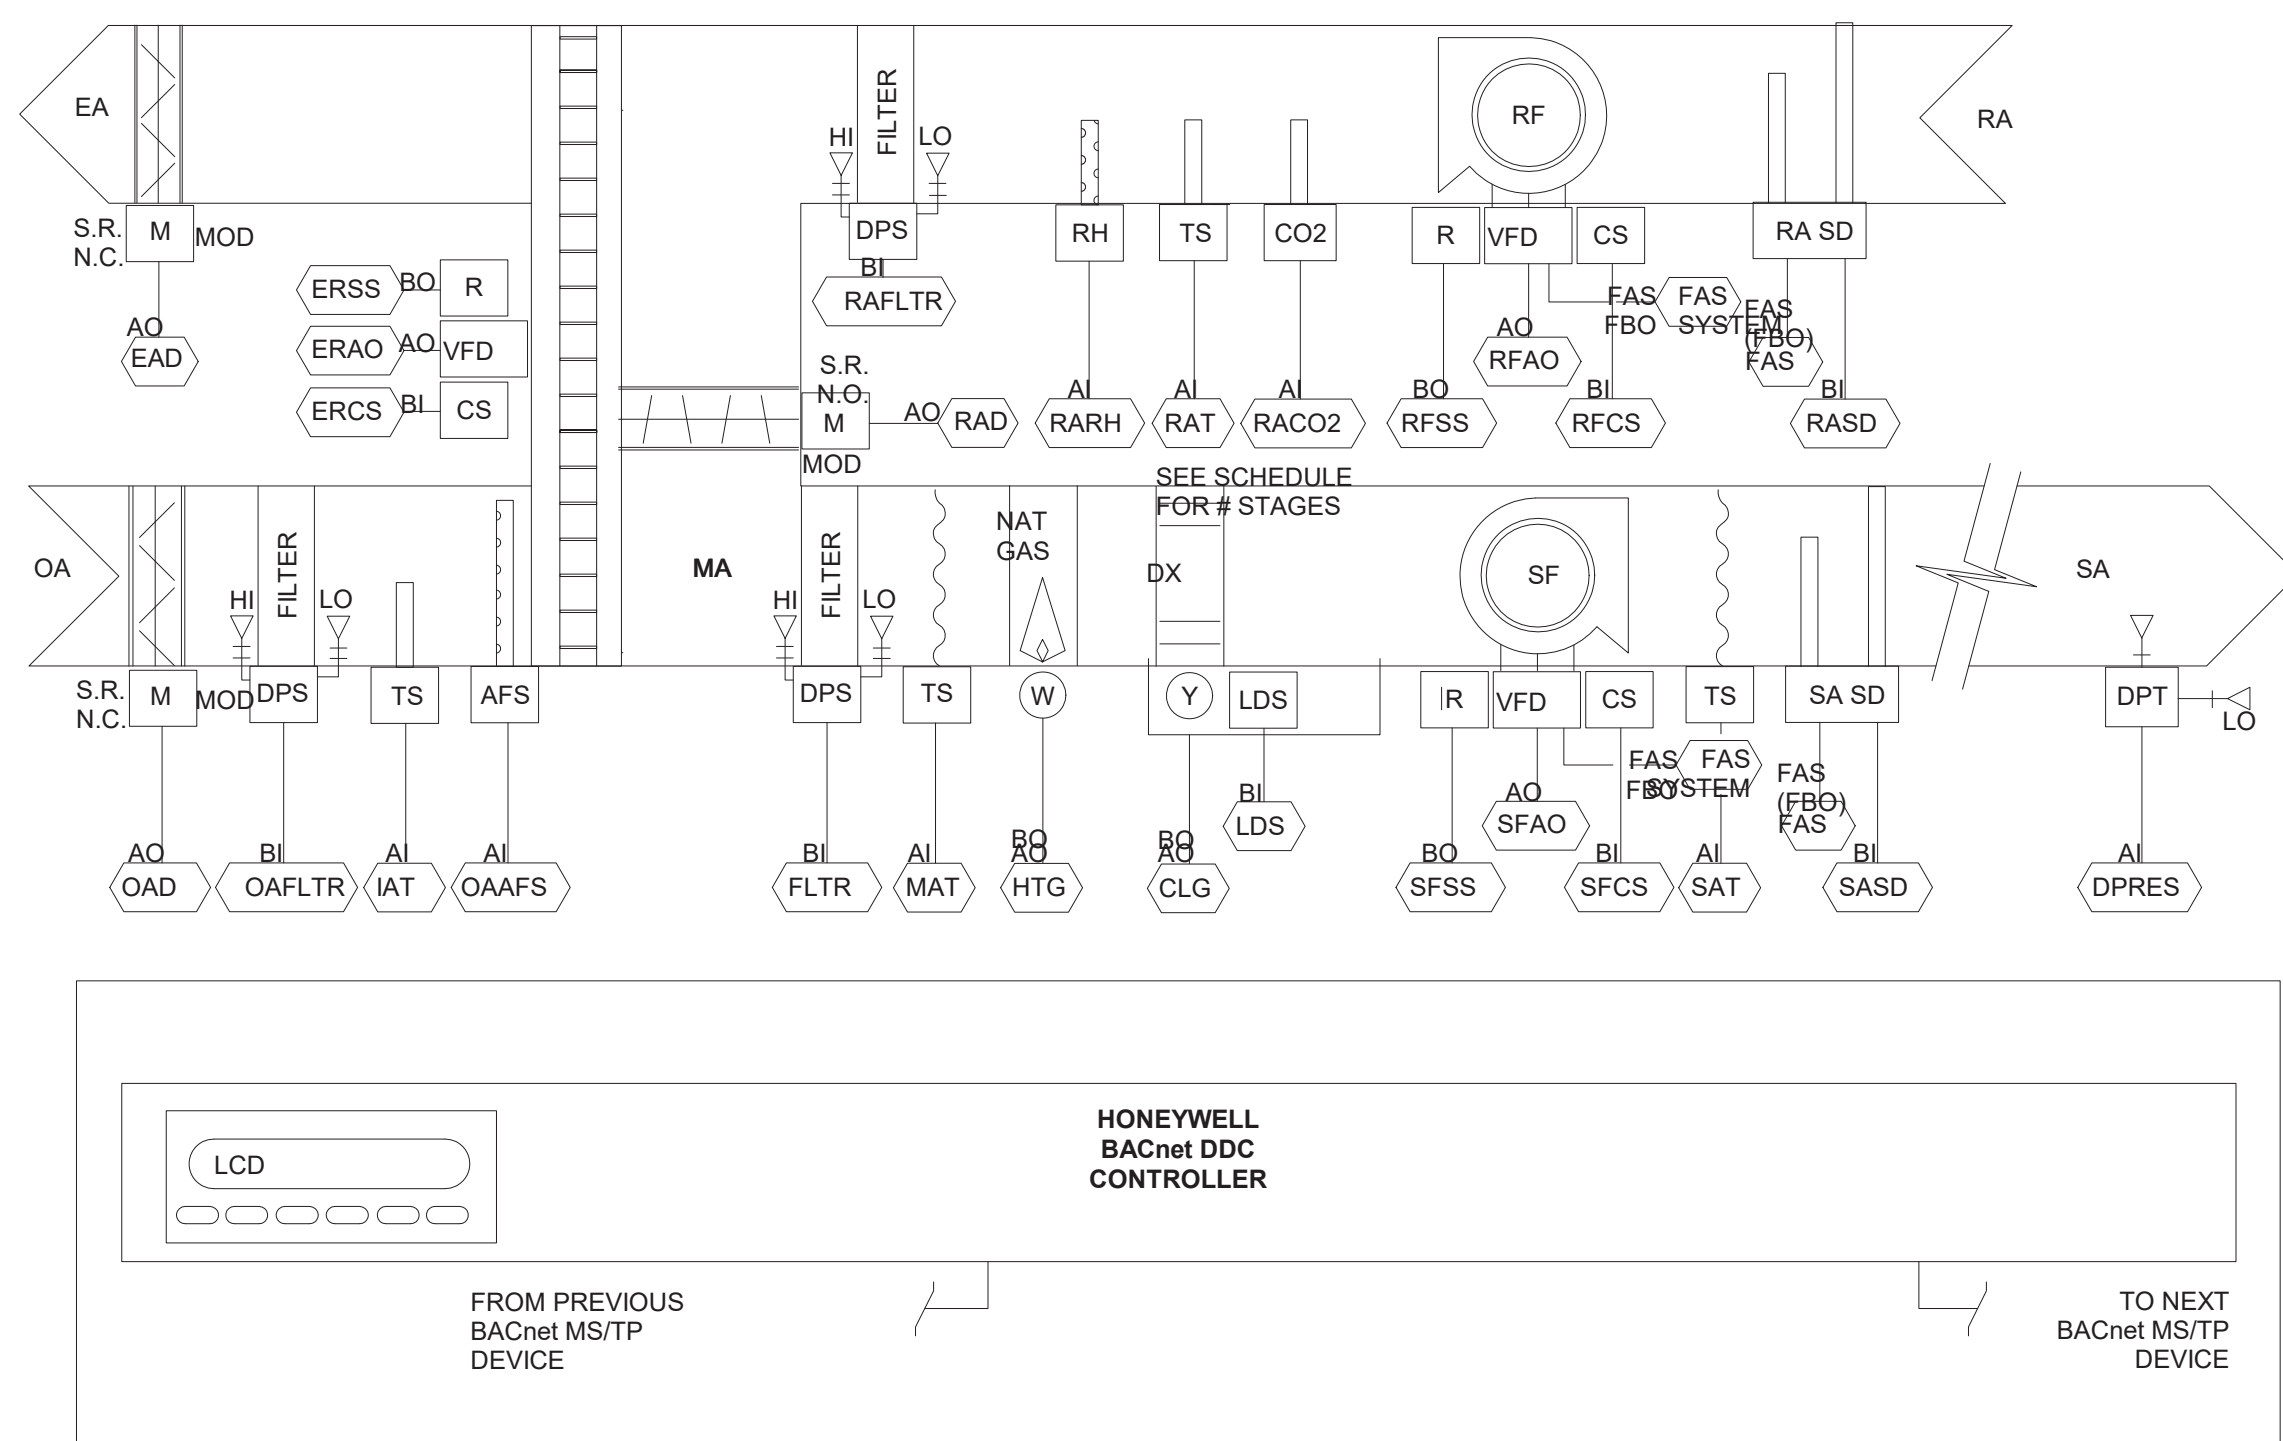 EA
FILTER
HI
LO
RF
RA
S.R.
N.C.
M
MOD
DPS
RH
TS
CO2
R
VFD
CS
RA SD
BI
RAFLTR
ERSS
BO
R
ERAO
AO
VFD
ERCS
BI
CS
AO
EAD
FAS
FBO
FAS
SYSTEM
FAS
(FBO)
FAS
AO
RFAO
S.R.
N.O.
M
MOD
AO
RAD
AI
RARH
AI
RAT
AI
RACO2
BO
RFSS
BI
RFCS
BI
RASD
SEE SCHEDULE
FOR # STAGES
OA
HI
FILTER
LO
MA
HI
FILTER
LO
NAT
GAS
DX
SF
SA
S.R.
N.C.
M
MOD
DPS
TS
AFS
DPS
TS
W
Y
LDS
R
VFD
CS
TS
SA SD
DPT
LO
FAS
FBO
FAS
SYSTEM
FAS
(FBO)
FAS
BI
LDS
AO
SFAO
AO
OAD
BI
OAFLTR
AI
IAT
AI
OAAFS
BI
FLTR
AI
MAT
BO
AO
HTG
BO
AO
CLG
BO
SFSS
BI
SFCS
AI
SAT
BI
SASD
AI
DPRES
HONEYWELL
BACnet DDC
CONTROLLER
LCD
FROM PREVIOUS
BACnet MS/TP
DEVICE
TO NEXT
BACnet MS/TP
DEVICE